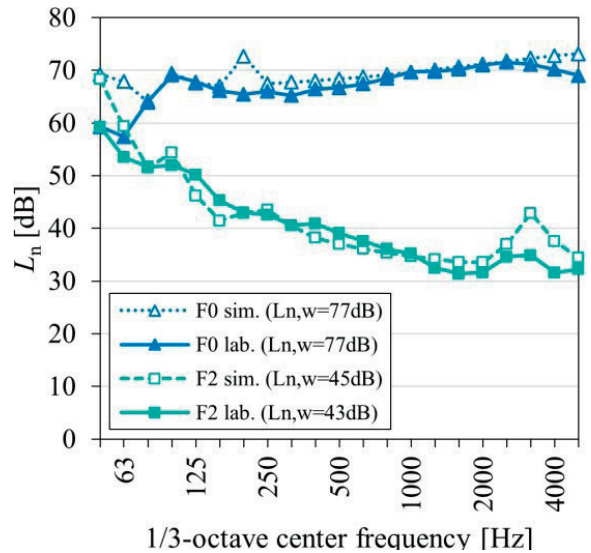 80
70
60
50
40
30
20
10
0
Ln [dB]
F0 sim. (Ln,w=77dB)
F0 lab. (Ln,w=77dB)
F2 sim. (Ln,w=45dB)
F2 lab. (Ln,w=43dB)
63
125
250
500
1000
2000
4000
1/3-octave center frequency [Hz]